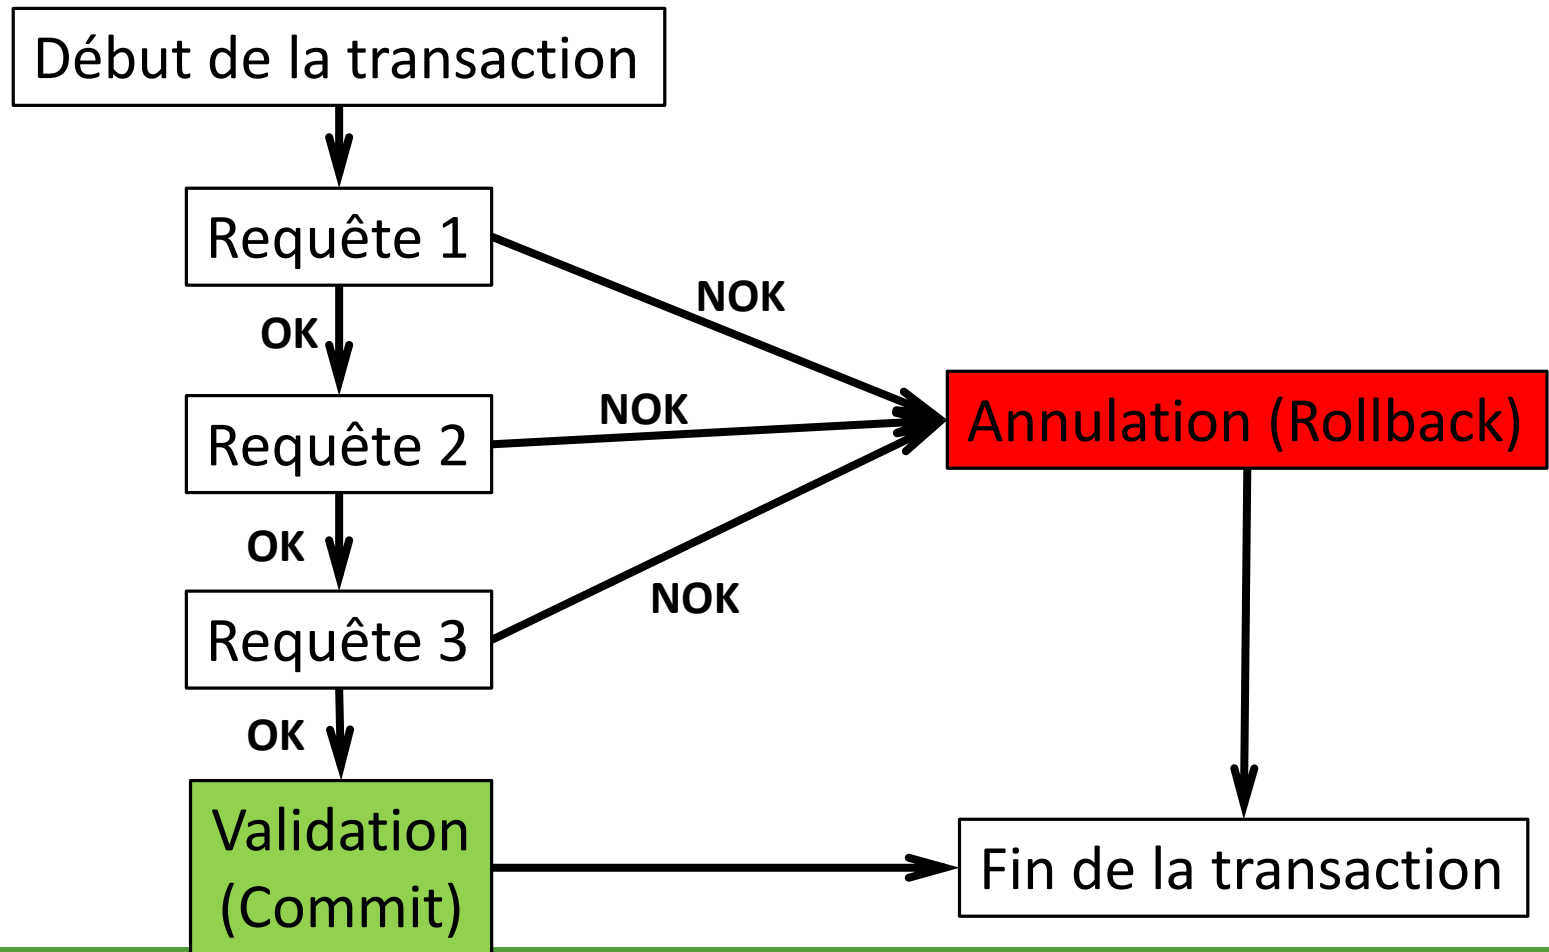 Début de la transaction
Requête 1
NOK
OK
Requête 2
NOK
Annulation (Rollback)
OK
Requête 3
NOK
OK
Validation
(Commit)
Fin de la transaction